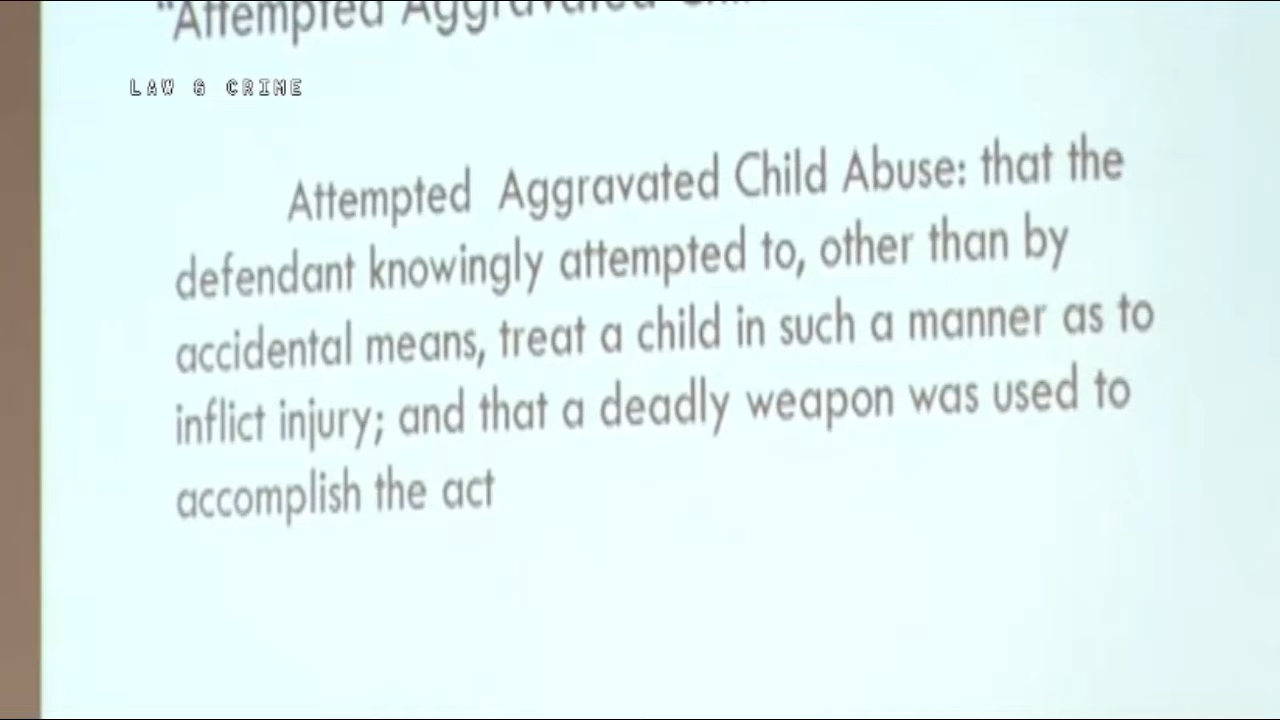 "Attempted Aggravated
LAW & CRIME
Attempted Aggravated Child Abuse: that the
defendant knowingly attempted to, other than by
accidental means, treat a child in such a manner as to
inflict injury; and that a deadly weapon was used to
accomplish the act